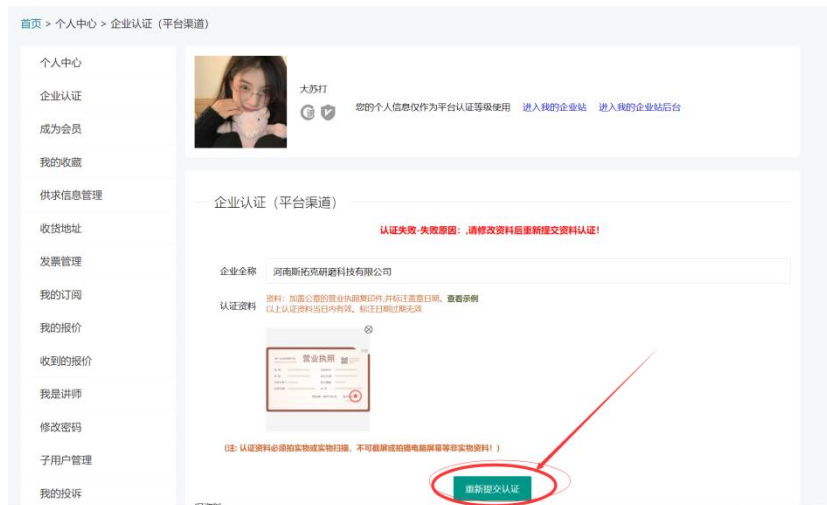 首页 > 个人中心 > 企业认证（平台渠道）
个人中心
企业认证
成为会员
我的收藏
供求信息管理
收货地址
发票管理
我的订阅
我的报价
收到的报价
我是讲师
修改密码
子用户管理
我的投诉
大苏打
您的个人信息仅作为平台认证等级使用 进入我的企业站 进入我的企业站后台
企业认证（平台渠道）
认证失败-失败原因：,请修改资料后重新提交资料认证！
企业全称 河南斯拓克研磨科技有限公司
认证资料 资料：加盖公章的营业执照复印件,并标注盖章日期。查看示例
以上认证资料当日内有效，标注日期过期无效
营业执照
(注: 认证资料必须拍实物或实物扫描，不可截屏或拍摄电脑屏幕等非实物资料！)
重新提交认证